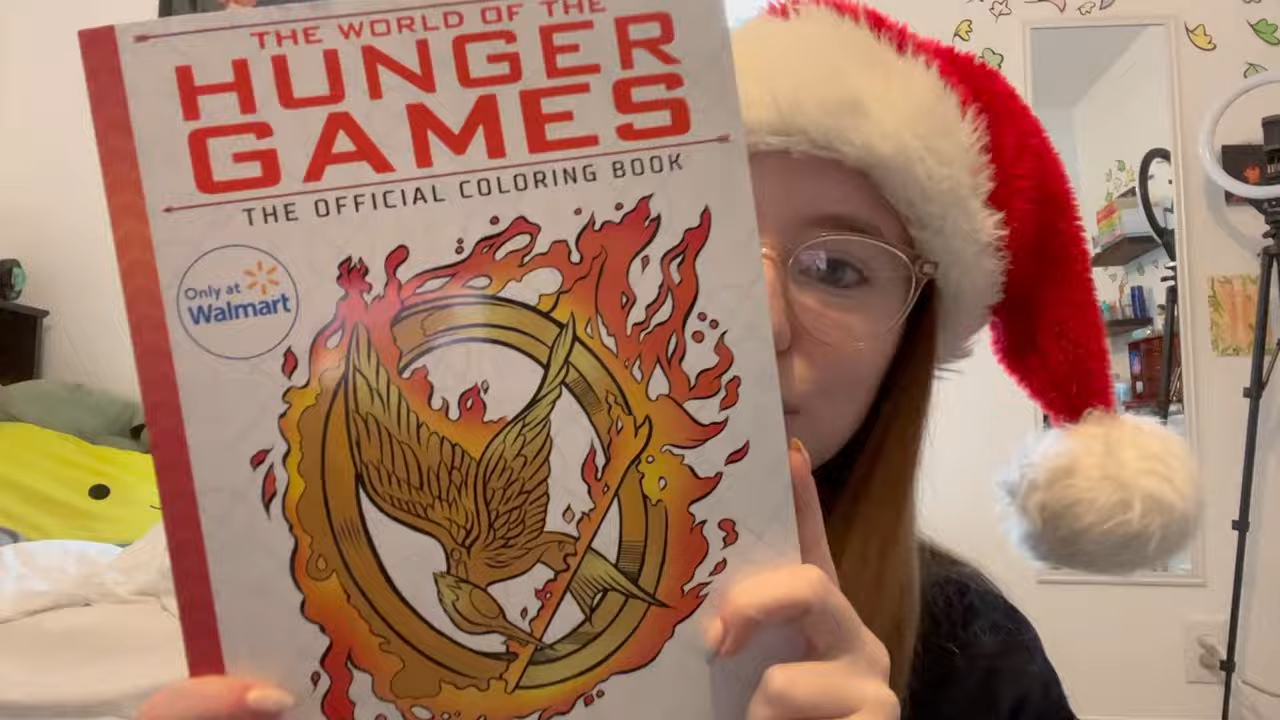 THE WORLD OF THE
HUNGER
GAMES
THE OFFICIAL COLORING BOOK
Only at
Walmart